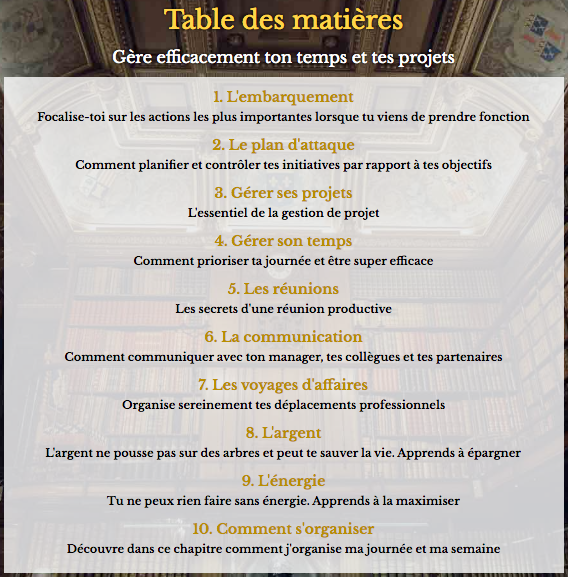 Table des matières
Gère efficacement ton temps et tes projets
1. L'embarquement
Focalise-toi sur les actions les plus importantes lorsque tu viens de prendre fonction
2. Le plan d'attaque
Comment planifier et contrôler tes initiatives par rapport à tes objectifs
3. Gérer ses projets
L'essentiel de la gestion de projet
4. Gérer son temps
Comment prioriser ta journée et être super efficace
5. Les réunions
Les secrets d'une réunion productive
6. La communication
Comment communiquer avec ton manager, tes collègues et tes partenaires
7. Les voyages d'affaires
Organise sereinement tes déplacements professionnels
8. L'argent
L'argent ne pousse pas sur des arbres et peut te sauver la vie. Apprends à épargner
9. L'énergie
Tu ne peux rien faire sans énergie. Apprends à la maximiser
10. Comment s'organiser
Découvre dans ce chapitre comment j'organise ma journée et ma semaine